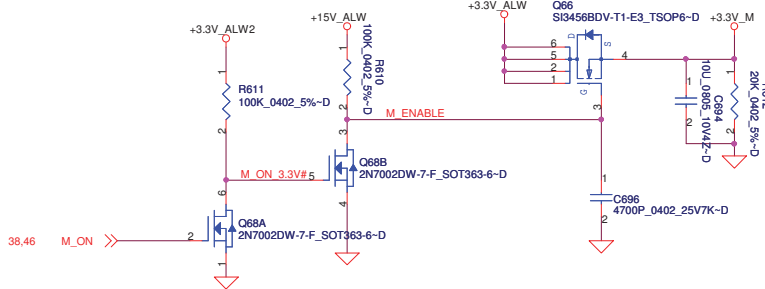 +3.3V_ALW
Q66
SI3456BDV-T1-E3_TSOP6~D
+3.3V_M
+15V_ALW
+3.3V_ALW2
R610
100K_0402_5%~D
R611
100K_0402_5%~D
1
2
1
2
6
5
2
1
D
S
G
4
3
M_ENABLE
C694
10U_0805_10V4Z~D
1
2
20K_0402_5%~D
1
2
3
Q68B
2N7002DW-7-F_SOT363-6~D
M_ON_3.3V#
5
4
C696
4700P_0402_25V7K~D
1
2
6
Q68A
2N7002DW-7-F_SOT363-6~D
38,46
M_ON
2
1